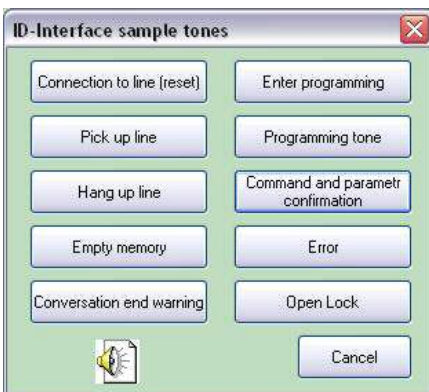 ID-Interface sample tones
Connection to line (reset)
Enter programming
Pick up line
Programming tone
Hang up line
Command and parametr
confirmation
Empty memory
Error
Conversation end warning
Open Lock
Cancel